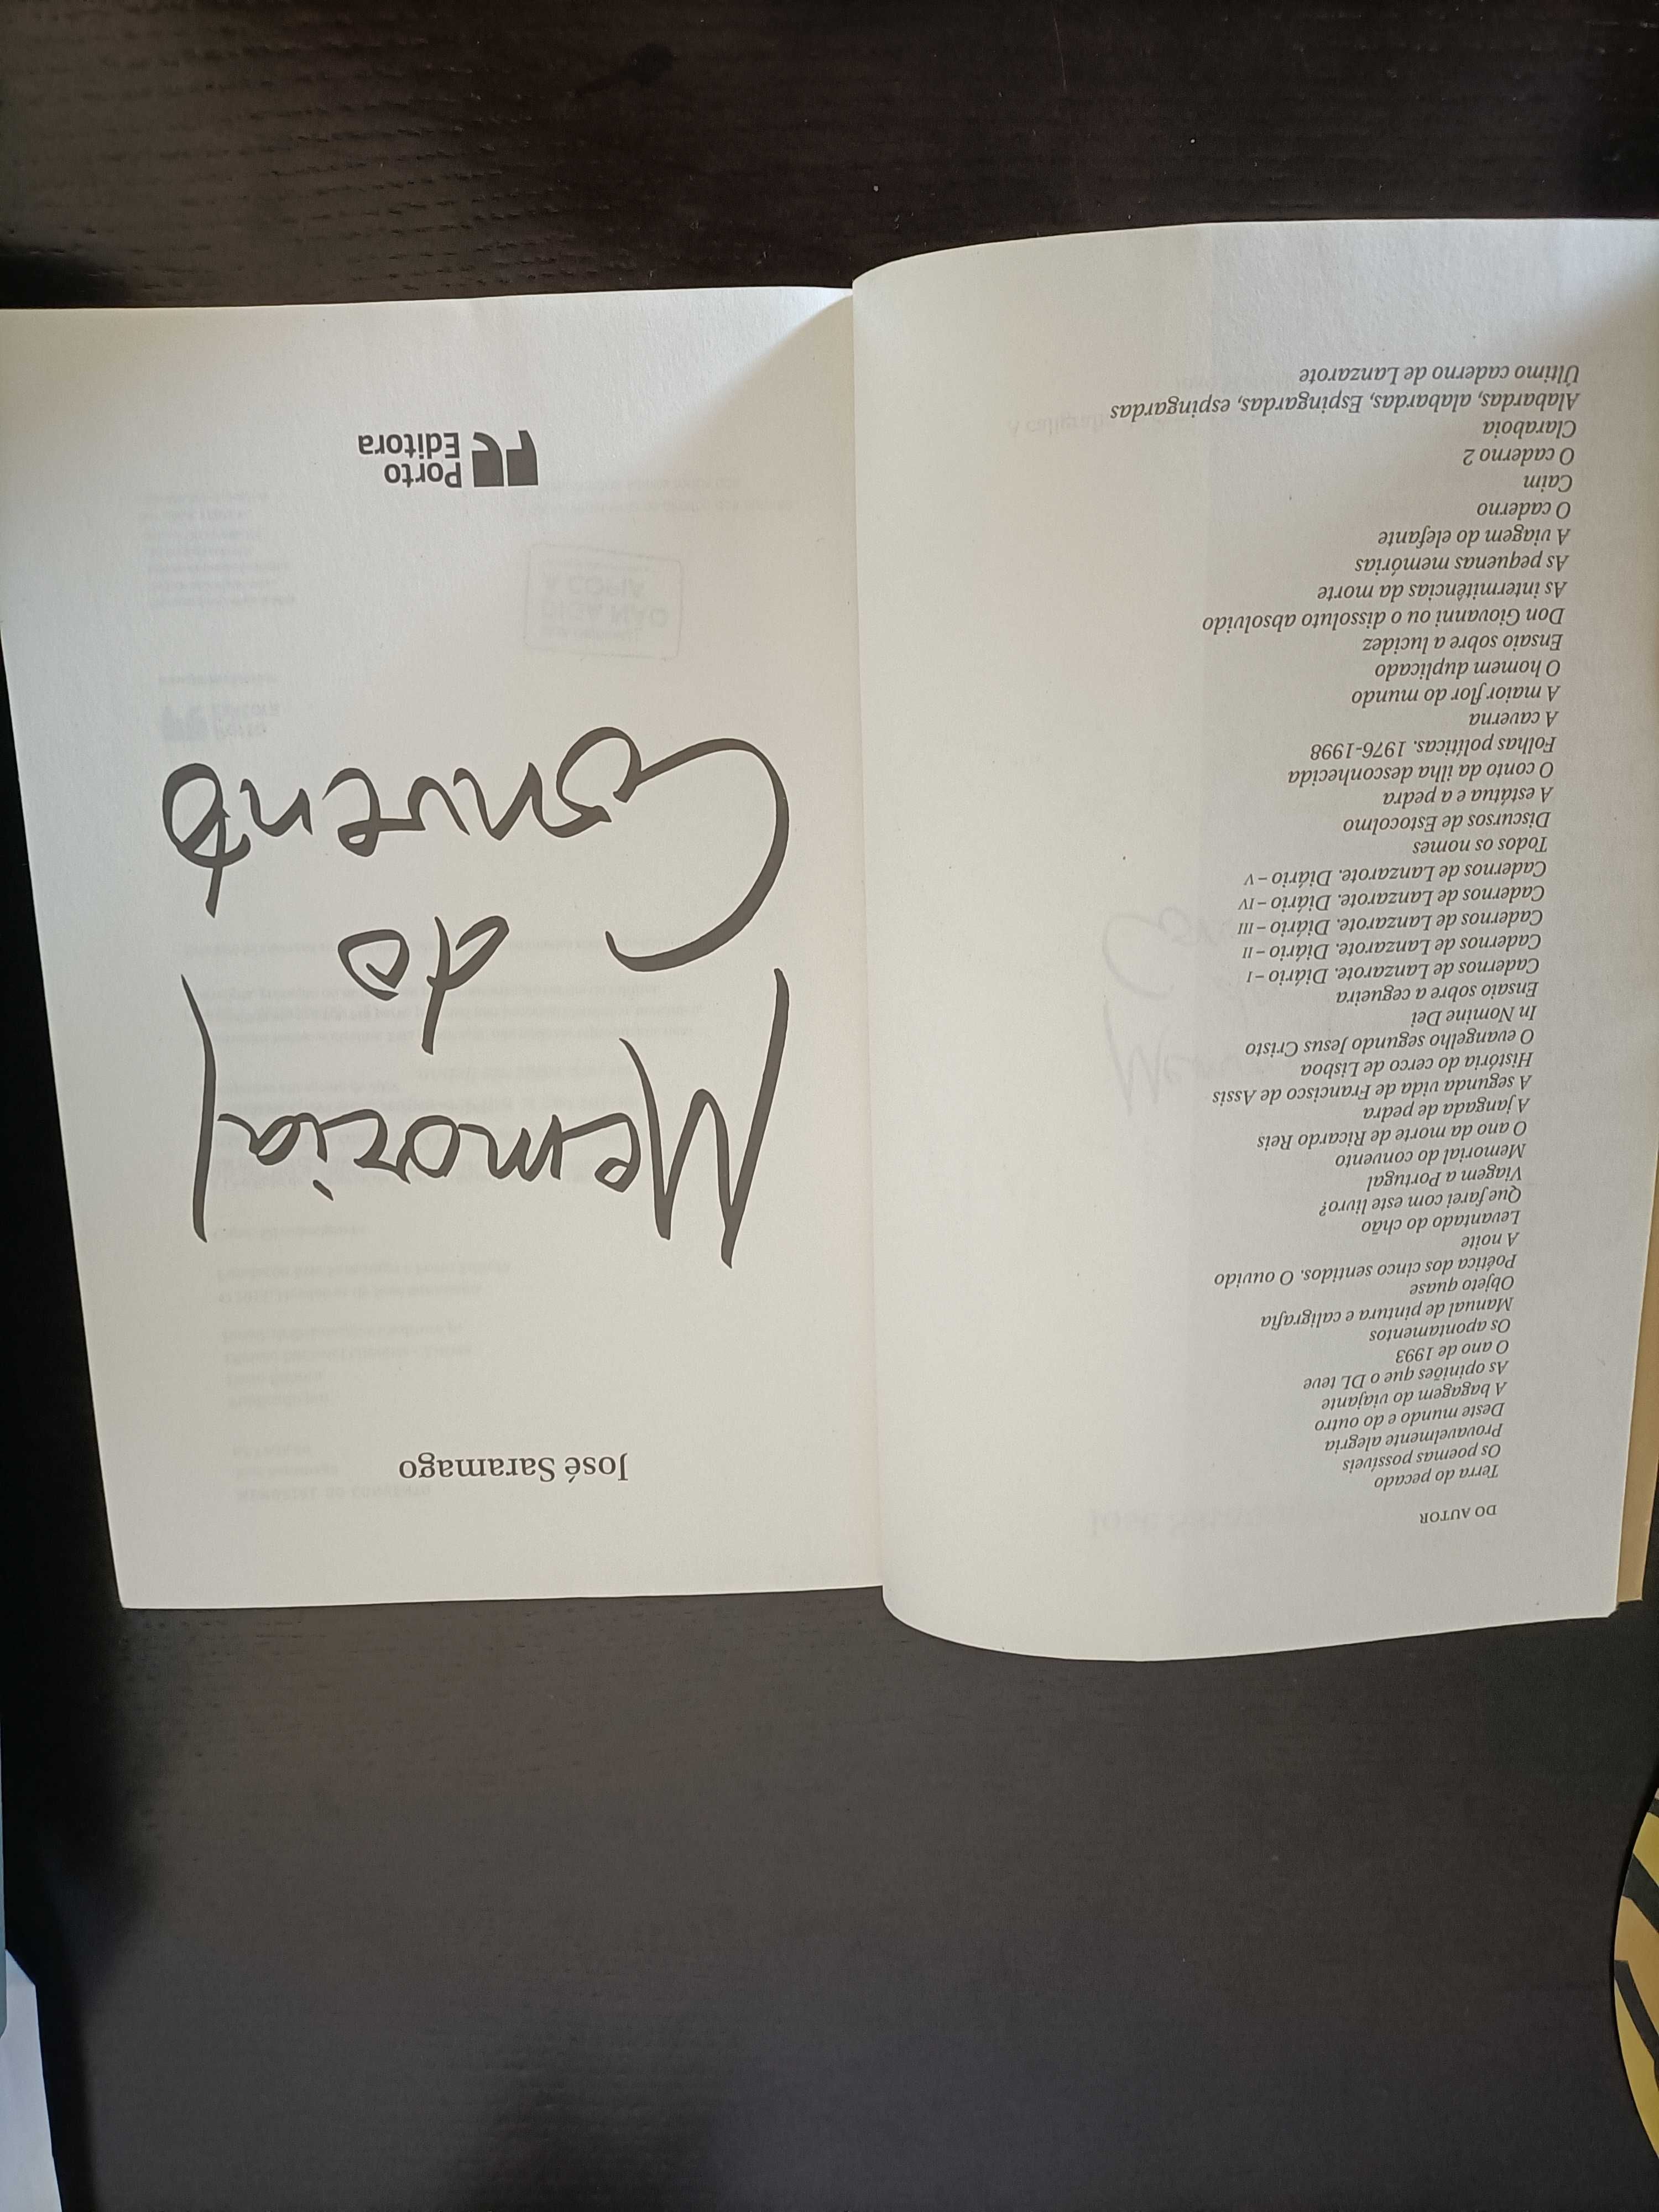 DO AUTOR
Terra do pecado
Os poemas possíveis
Provavelmente alegria
Deste mundo e do outro
A bagagem do viajante
As opiniões que o DL teve
O ano de 1993
Os apontamentos
Manual de pintura e caligrafia
Objeto quase
Poética dos cinco sentidos. O ouvido
A noite
Levantado do chão
Que farei com este livro?
Viagem a Portugal
Memorial do convento
O ano da morte de Ricardo Reis
A jangada de pedra
A segunda vida de Francisco de Assis
História do cerco de Lisboa
O evangelho segundo Jesus Cristo
In Nomine Dei
Ensaio sobre a cegueira
Cadernos de Lanzarote. Diário – I
Cadernos de Lanzarote. Diário – II
Cadernos de Lanzarote. Diário – III
Cadernos de Lanzarote. Diário – IV
Cadernos de Lanzarote. Diário – V
Todos os nomes
Discursos de Estocolmo
A estátua e a pedra
O conto da ilha desconhecida
Folhas políticas. 1976-1998
A caverna
A maior flor do mundo
O homem duplicado
Ensaio sobre a lucidez
Don Giovanni ou o dissoluto absolvido
As intermitências da morte
As pequenas memórias
A viagem do elefante
O caderno
Caim
O caderno 2
Claraboia
Alabardas, alabardas, Espingardas, espingardas
Último caderno de Lanzarote
José Saramago
Memorial
do
Convento
Porto
Editora